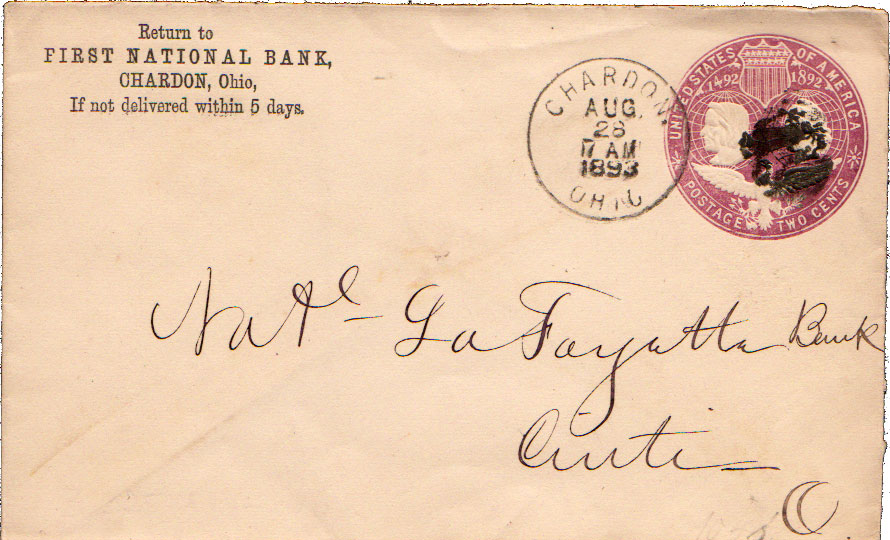 Return to
FIRST NATIONAL BANK,
CHARDON, Ohio,
If not delivered within 5 days.
CHARDON.
AUG.
28
7 AM
1893
OHIO
UNITED STATES OF AMERICA
1492 1892
POSTAGE TWO CENTS
Nat'l La Fayette Bank
Cinti
O